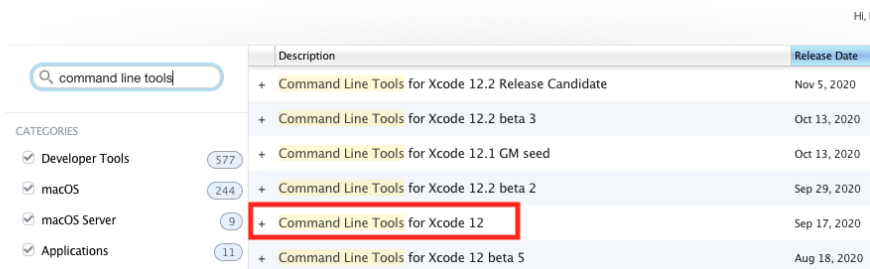 Hi,
command line tools
Description Release Date
+ Command Line Tools for Xcode 12.2 Release Candidate Nov 5, 2020
+ Command Line Tools for Xcode 12.2 beta 3 Oct 13, 2020
CATEGORIES
Developer Tools 577
+ Command Line Tools for Xcode 12.1 GM seed Oct 13, 2020
macOS 244
+ Command Line Tools for Xcode 12.2 beta 2 Sep 29, 2020
macOS Server 9
+ Command Line Tools for Xcode 12 Sep 17, 2020
Applications 11
+ Command Line Tools for Xcode 12 beta 5 Aug 18, 2020